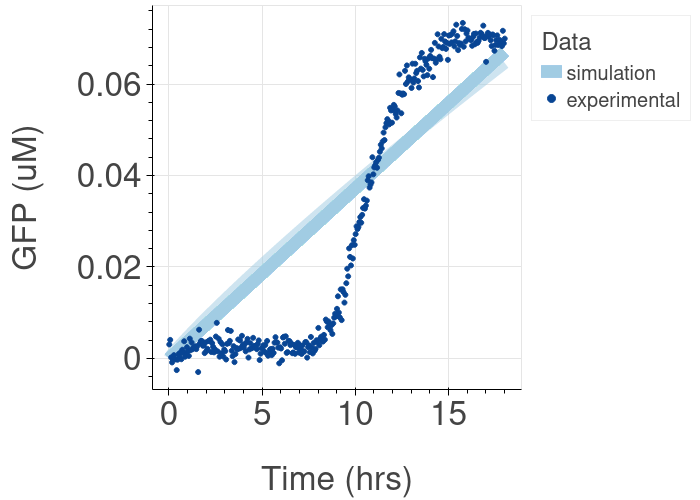 Data
simulation
experimental
GFP (uM)
0.06
0.04
0.02
0
0 5 10 15
Time (hrs)